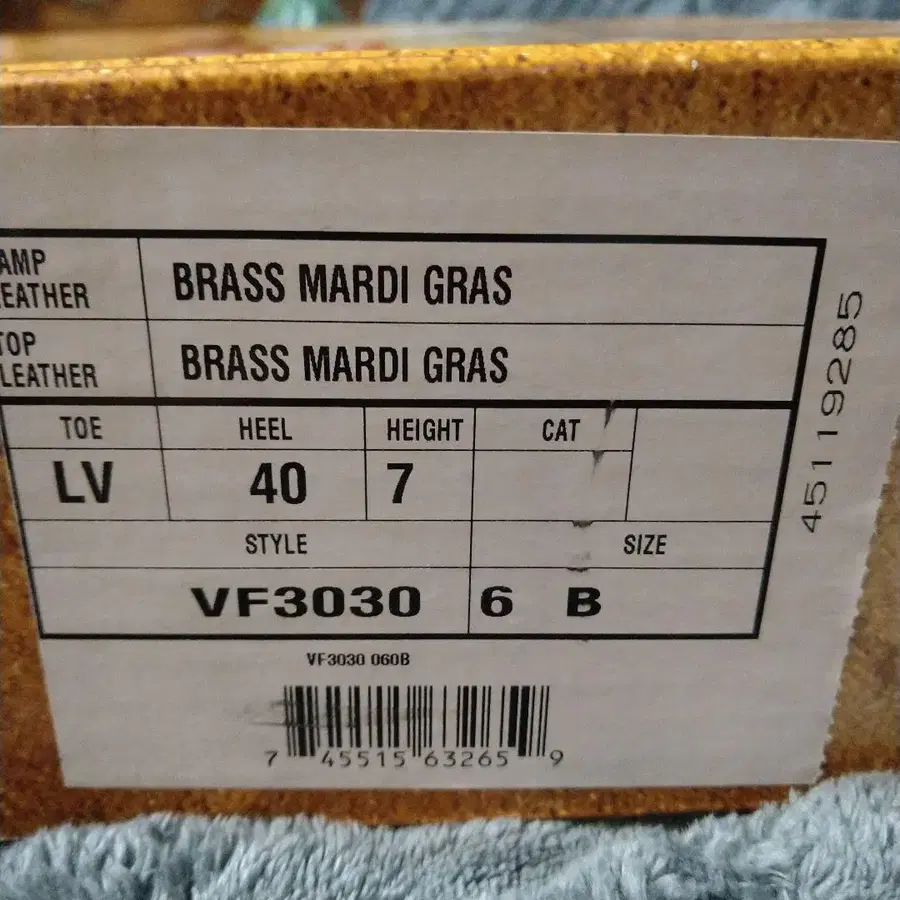 AMP
EATHER
BRASS MARDI GRAS
TOP
LEATHER
BRASS MARDI GRAS
TOE HEEL HEIGHT CAT
LV 40 7
STYLE SIZE
VF3030 6 B
VF3030 060B
7 45515 63265 9
45119285